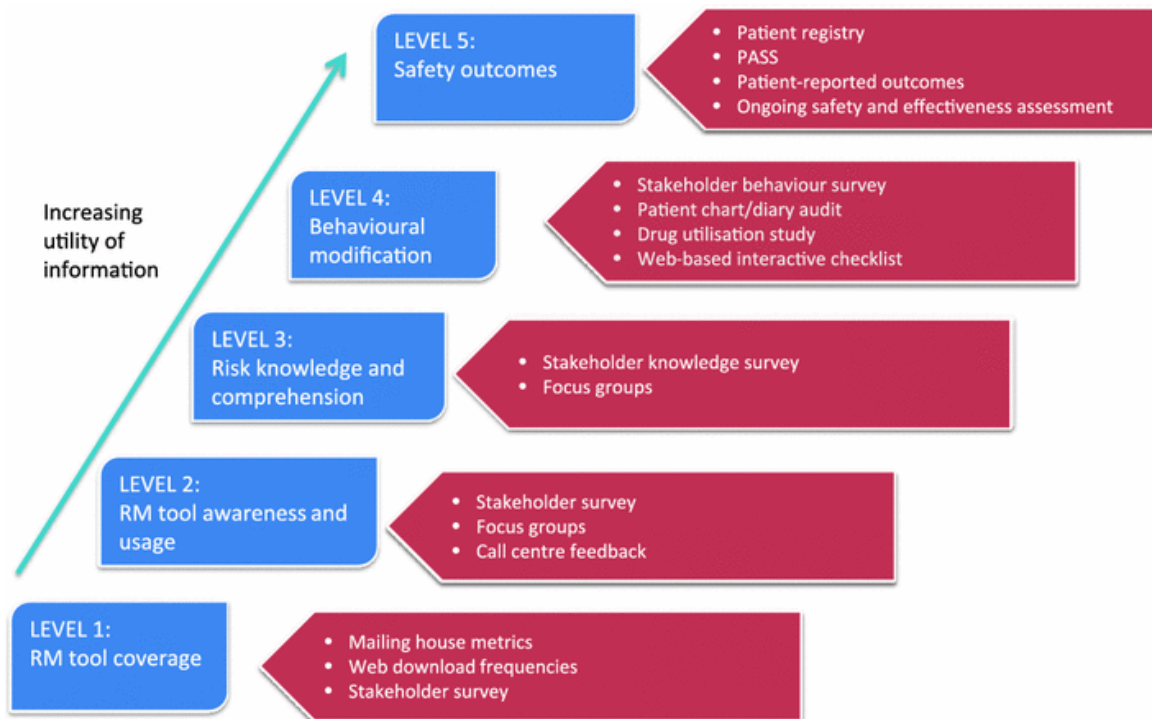 LEVEL 5:
Safety outcomes
• Patient registry
• PASS
• Patient-reported outcomes
• Ongoing safety and effectiveness assessment
Increasing
utility of
information
LEVEL 4:
Behavioural
modification
• Stakeholder behaviour survey
• Patient chart/diary audit
• Drug utilisation study
• Web-based interactive checklist
LEVEL 3:
Risk knowledge and
comprehension
• Stakeholder knowledge survey
• Focus groups
LEVEL 2:
RM tool awareness and
usage
• Stakeholder survey
• Focus groups
• Call centre feedback
LEVEL 1:
RM tool coverage
• Mailing house metrics
• Web download frequencies
• Stakeholder survey